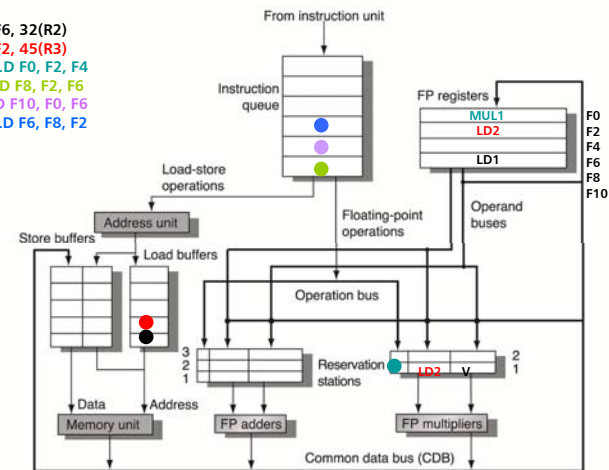 From instruction unit
F6, 32(R2)
F2, 45(R3)
LD F0, F2, F4
D F8, F2, F6
D F10, F0, F6
LD F6, F8, F2
Instruction
queue
FP registers
MUL1
LD2
LD1
F0
F2
F4
F6
F8
F10
Load-store
operations
Address unit
Floating-point
operations
Operand
buses
Store buffers
Load buffers
Operation bus
3
2
1
Reservation
stations
LD2
V
2
1
Data
Address
Memory unit
FP adders
FP multipliers
Common data bus (CDB)